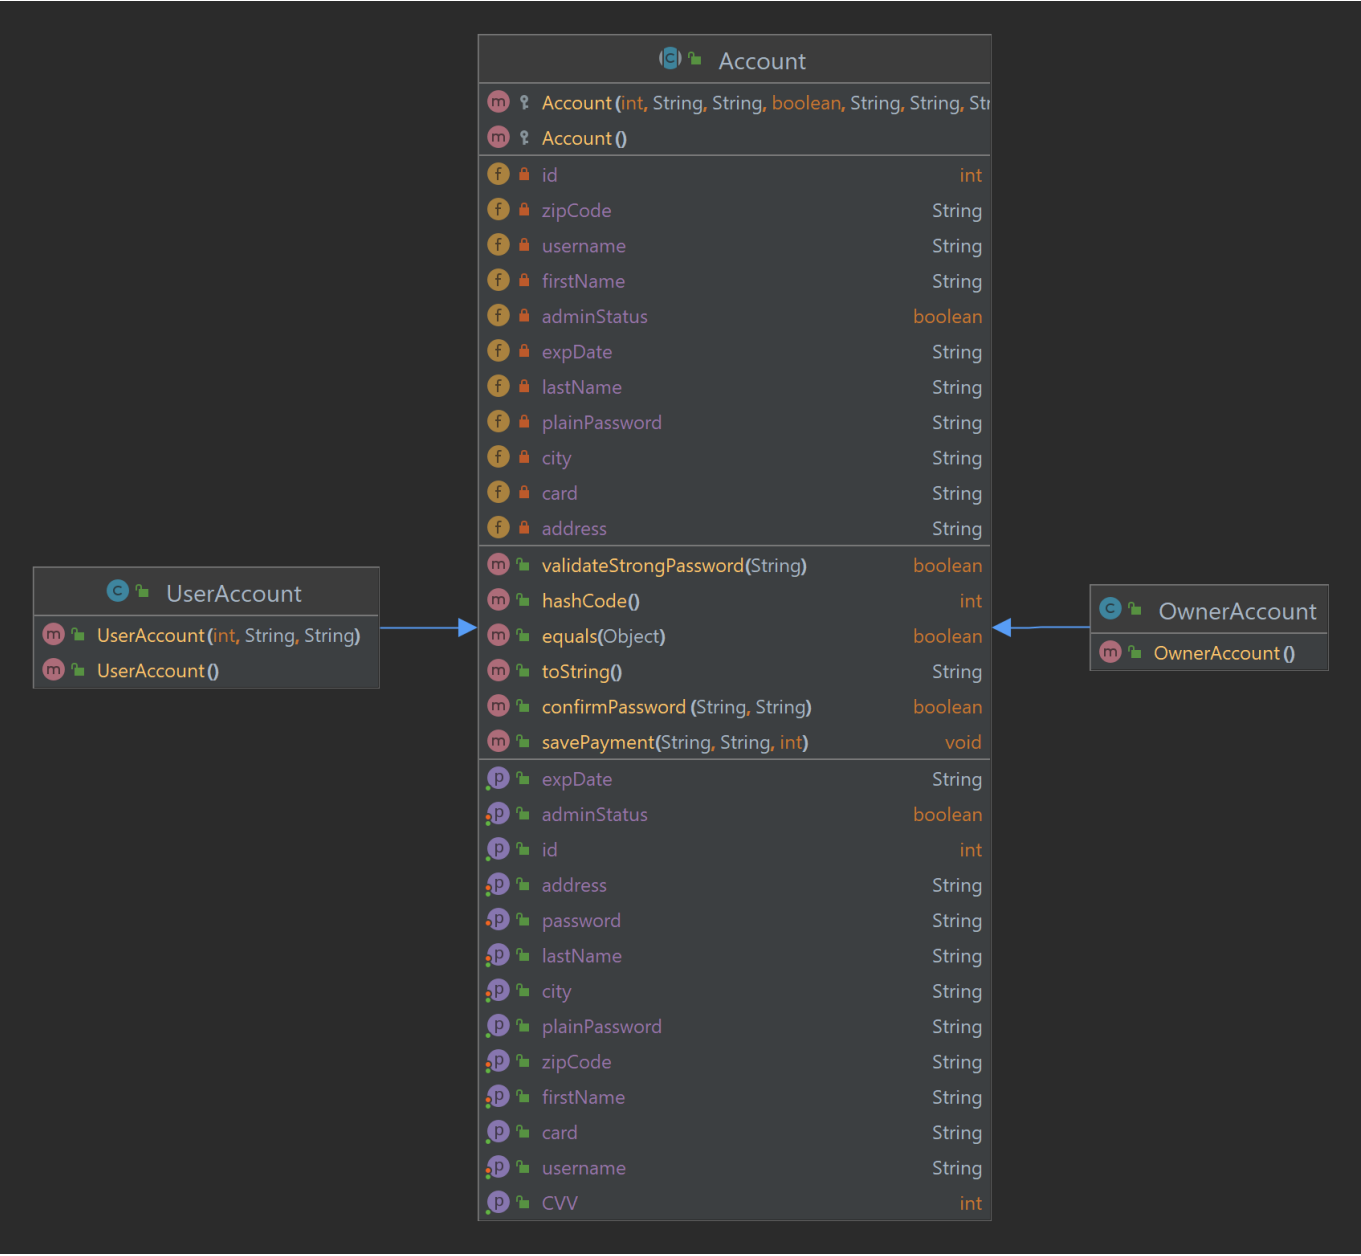 Account
Account(int, String, String, boolean, String, String, Str
Account()
id int
zipCode String
username String
firstName String
adminStatus boolean
expDate String
lastName String
plainPassword String
city String
card String
address String
validateStrongPassword(String) boolean
hashCode() int
equals(Object) boolean
toString() String
confirmPassword(String, String) boolean
savePayment(String, String, int) void
expDate String
adminStatus boolean
id int
address String
password String
lastName String
city String
plainPassword String
zipCode String
firstName String
card String
username String
CVV int
UserAccount
UserAccount(int, String, String)
UserAccount()
OwnerAccount
OwnerAccount()